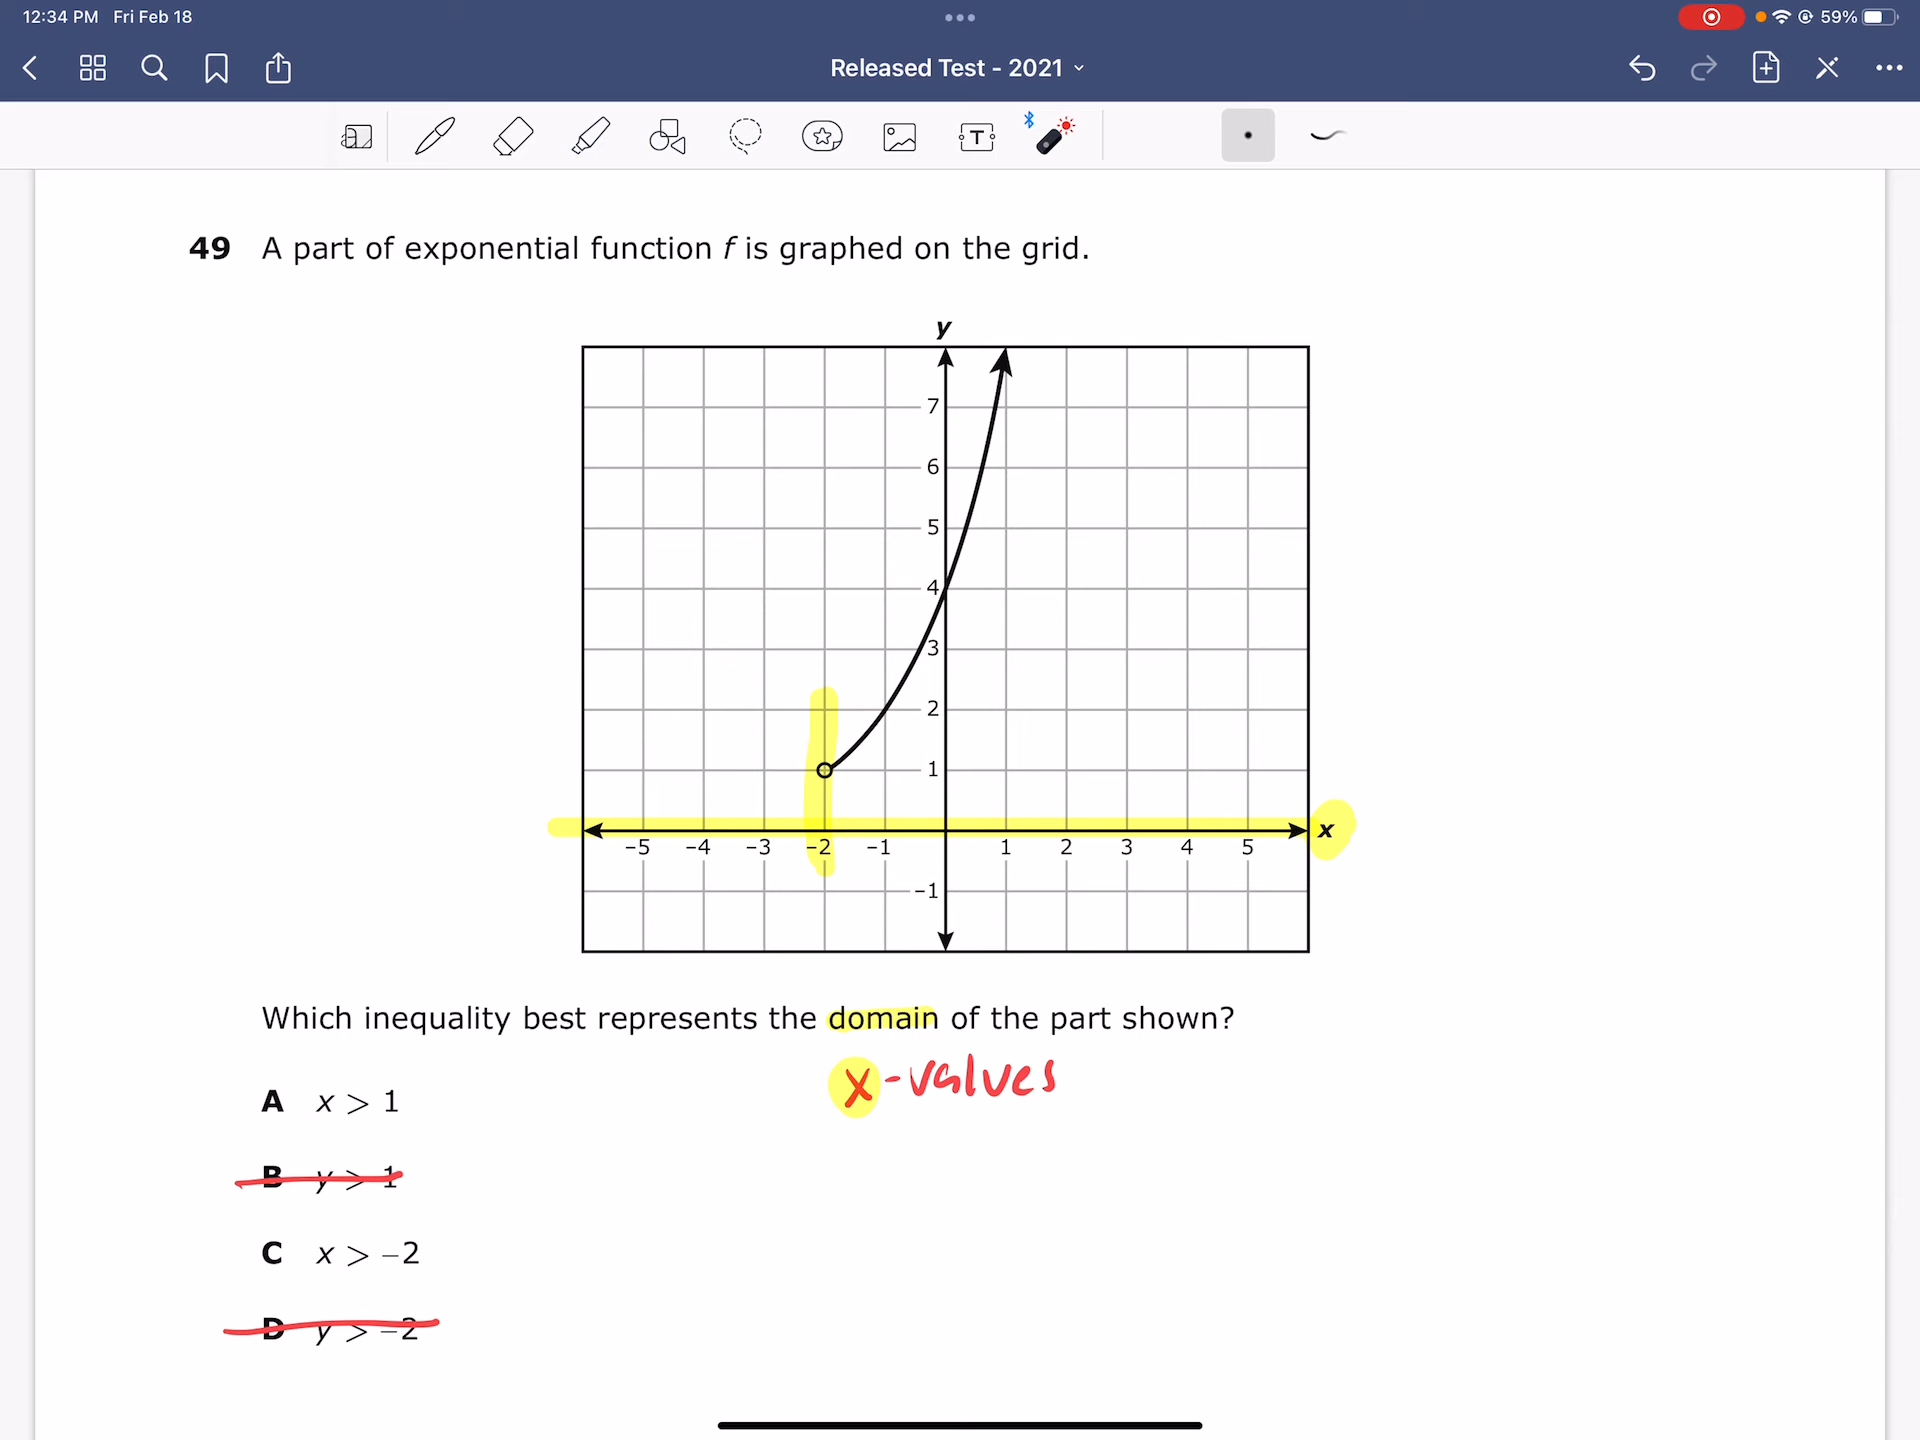 12:34 PM Fri Feb 18
59%
Released Test - 2021
T
49 A part of exponential function f is graphed on the grid.
y
7
6
5
4
3
2
1
x
−5 −4 −3 −2 −1 1 2 3 4 5
−1
Which inequality best represents the domain of the part shown?
x-values
A x > 1
B y > 1
C x > −2
D y > −2